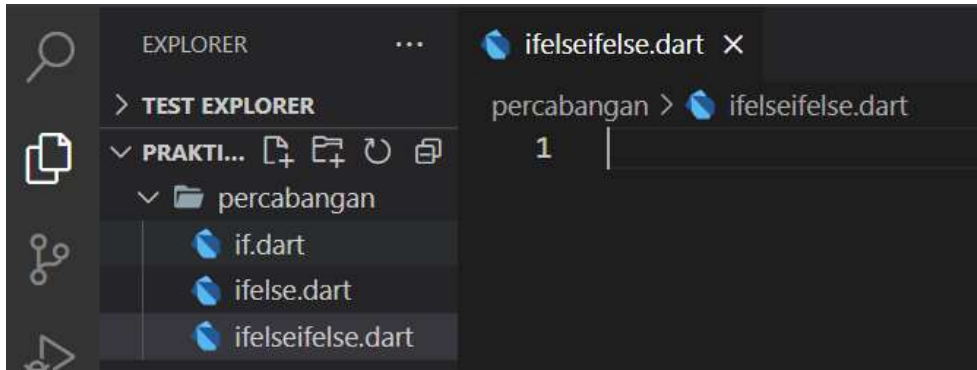 EXPLORER ...
TEST EXPLORER
PRAKTI...
percabangan
if.dart
ifelse.dart
ifelseifelse.dart
ifelseifelse.dart
percabangan > ifelseifelse.dart
1